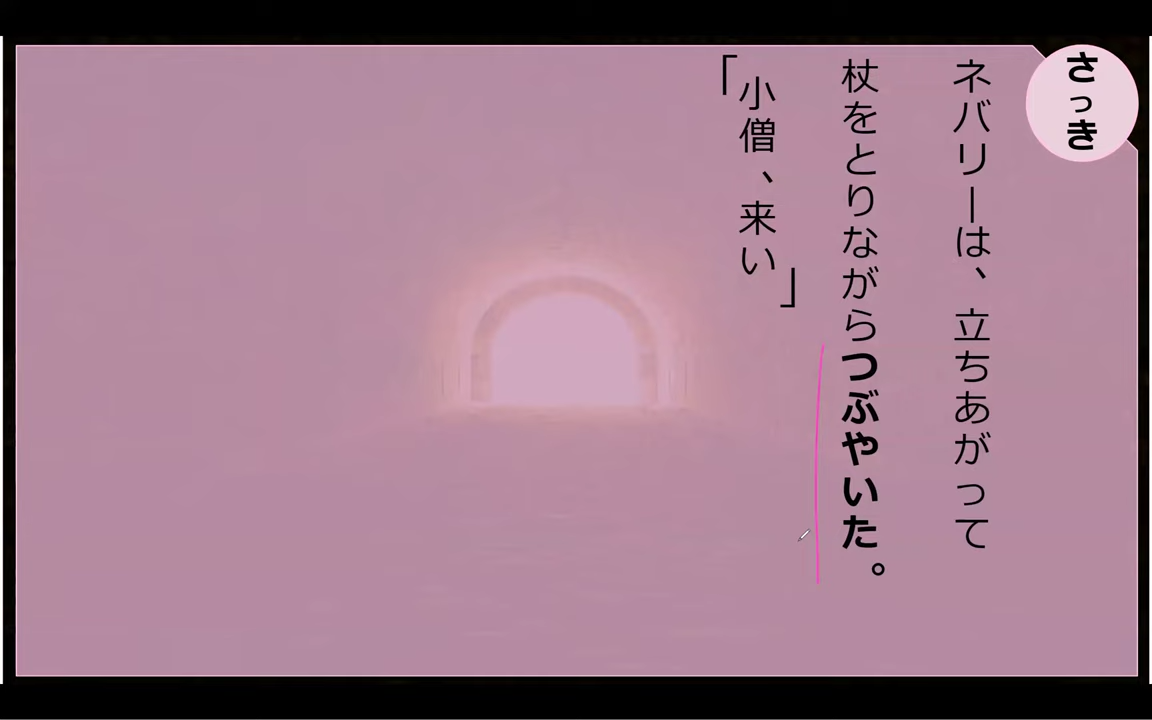 さっき
ネバリーは、立ちあがって
杖をとりながらつぶやいた。
「小僧、来い」